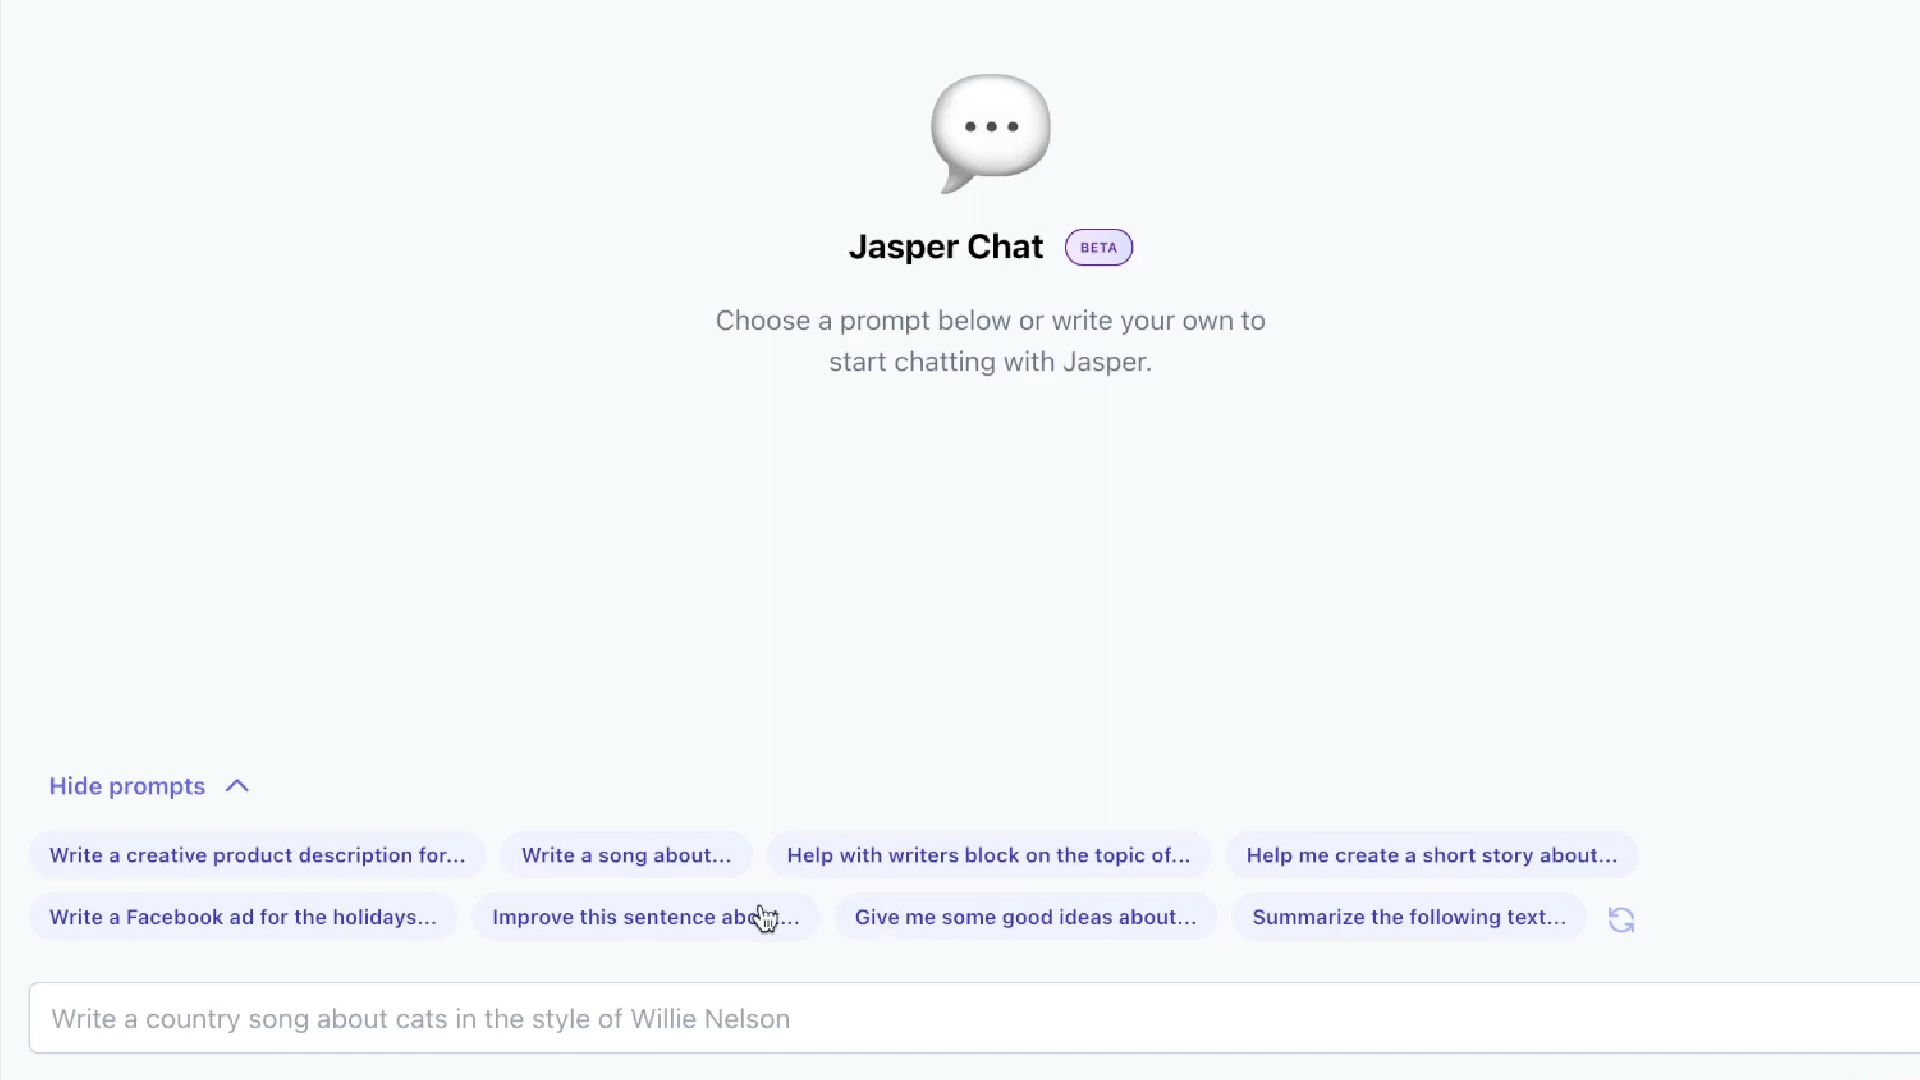 Jasper Chat BETA
Choose a prompt below or write your own to
start chatting with Jasper.
Hide prompts
Write a creative product description for... Write a song about... Help with writers block on the topic of... Help me create a short story about...
Write a Facebook ad for the holidays... Improve this sentence about... Give me some good ideas about... Summarize the following text...
Write a country song about cats in the style of Willie Nelson